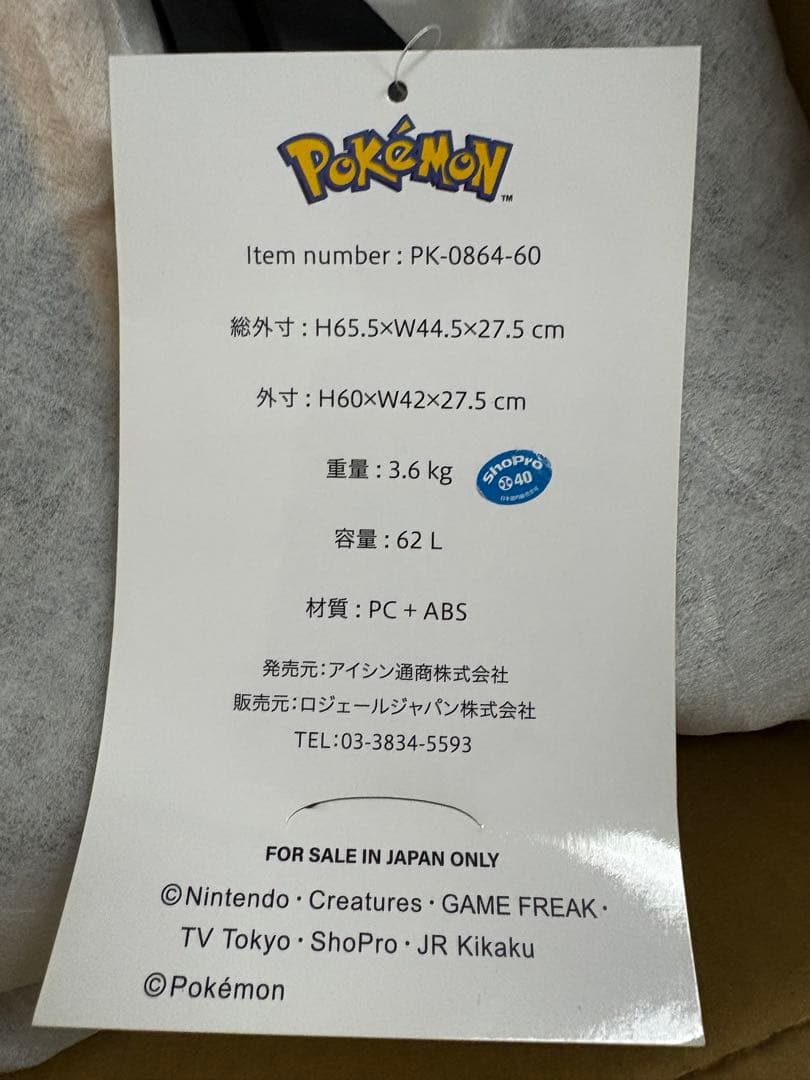 POKéMON
TM
Item number : PK-0864-60
総外寸 : H65.5×W44.5×27.5 cm
外寸 : H60×W42×27.5 cm
重量 : 3.6 kg
ShoPro
40
容量 : 62 L
材質 : PC + ABS
発売元:アイシン通商株式会社
販売元:ロジェールジャパン株式会社
TEL:03-3834-5593
FOR SALE IN JAPAN ONLY
©Nintendo・Creatures・GAME FREAK・
TV Tokyo・ShoPro・JR Kikaku
©Pokémon